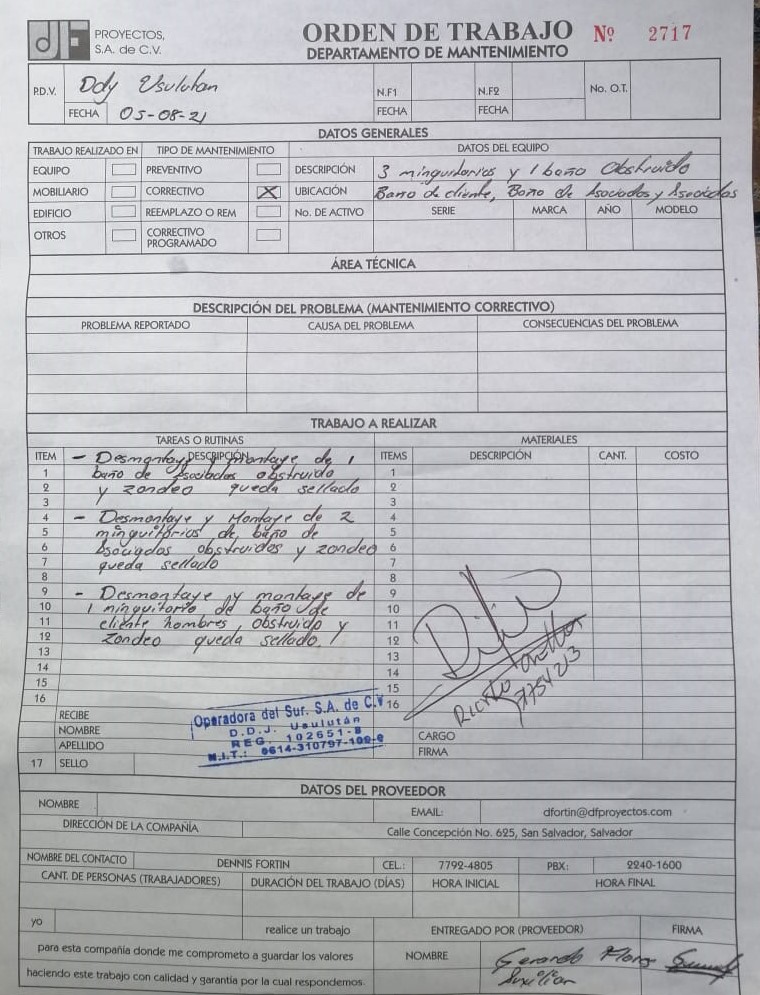 dF PROYECTOS, S.A. de C.V.
ORDEN DE TRABAJO Nº 2717
DEPARTAMENTO DE MANTENIMIENTO
P.D.V. Ddy Usulutan
FECHA 05-08-21
N.F1 N.F2 No. O.T.
FECHA FECHA
DATOS GENERALES
TRABAJO REALIZADO EN TIPO DE MANTENIMIENTO DATOS DEL EQUIPO
EQUIPO PREVENTIVO DESCRIPCIÓN 3 minguitorios y 1 baño Obstruido
MOBILIARIO CORRECTIVO X UBICACIÓN Baño de cliente, Baño de Asociados y Asociadas
EDIFICIO REEMPLAZO O REM No. DE ACTIVO SERIE MARCA AÑO MODELO
OTROS CORRECTIVO PROGRAMADO
ÁREA TÉCNICA
DESCRIPCIÓN DEL PROBLEMA (MANTENIMIENTO CORRECTIVO)
PROBLEMA REPORTADO CAUSA DEL PROBLEMA CONSECUENCIAS DEL PROBLEMA
TRABAJO A REALIZAR
TAREAS O RUTINAS MATERIALES
ITEM DESCRIPCIÓN ITEMS DESCRIPCIÓN CANT. COSTO
- Desmontaje y montaje de 1
1 baño de Asociadas obstruido 1
2 y zondeo queda sellado 2
3 3
4 - Desmontaje y Montaje de 2 4
5 minguitorios de baño de 5
6 Asociados obstruidos y zondeo 6
7 queda sellado 7
8 8
9 - Desmontaje y montaje de 9
10 1 minguitorio de baño de 10
11 cliente hombres, obstruido y 11
12 zondeo queda sellado. 12
13 13
14 14
15 15
16 16
7754213
RECIBE
NOMBRE
APELLIDO
17 SELLO
Operadora del Sur. S.A. de C.V
D.D.J. Usulután
REG. 102651-8
N.I.T.: 0614-310797-109-9
CARGO
FIRMA
DATOS DEL PROVEEDOR
NOMBRE EMAIL: dfortin@dfproyectos.com
DIRECCIÓN DE LA COMPAÑÍA Calle Concepción No. 625, San Salvador, Salvador
NOMBRE DEL CONTACTO DENNIS FORTIN CEL.: 7792-4805 PBX: 2240-1600
CANT. DE PERSONAS (TRABAJADORES) DURACIÓN DEL TRABAJO (DÍAS) HORA INICIAL HORA FINAL
yo realice un trabajo ENTREGADO POR (PROVEEDOR) FIRMA
para esta compañía donde me comprometo a guardar los valores NOMBRE Gerardo Flores
haciendo este trabajo con calidad y garantia por la cual respondemos. Auxiliar